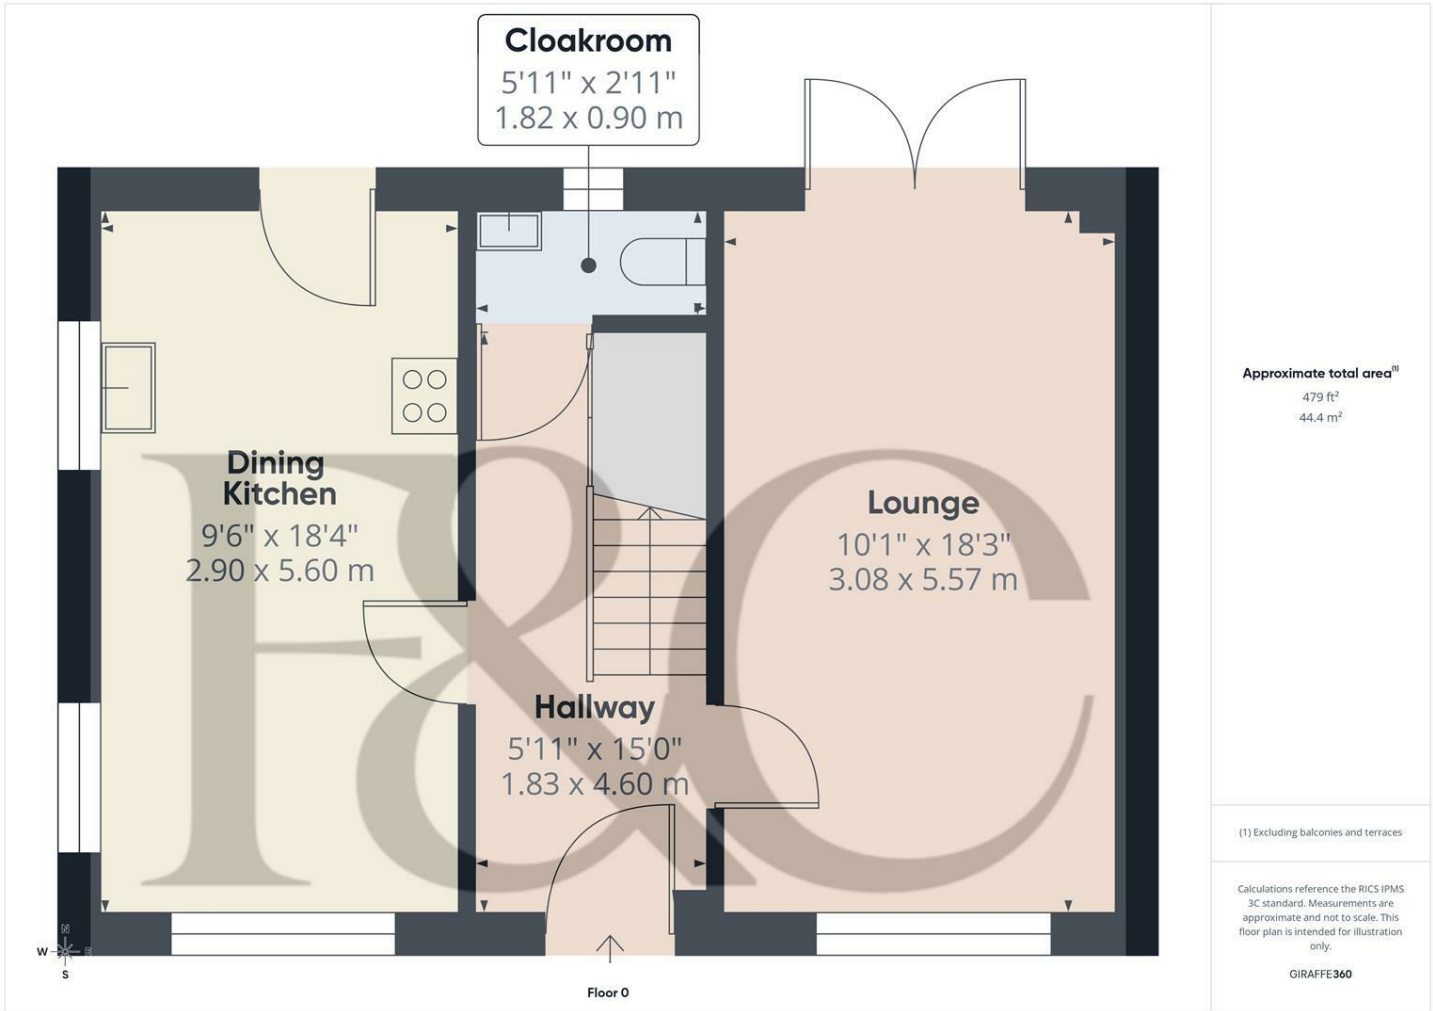 Cloakroom
5'11" x 2'11"
1.82 x 0.90 m
Dining
Kitchen
9'6" x 18'4"
2.90 x 5.60 m
Lounge
10'1" x 18'3"
3.08 x 5.57 m
Hallway
5'11" x 15'0"
1.83 x 4.60 m
F&C
N
W
E
S
Floor 0
Approximate total area(1)
479 ft²
44.4 m²
(1) Excluding balconies and terraces
Calculations reference the RICS IPMS
3C standard. Measurements are
approximate and not to scale. This
floor plan is intended for illustration
only.
GIRAFFE360